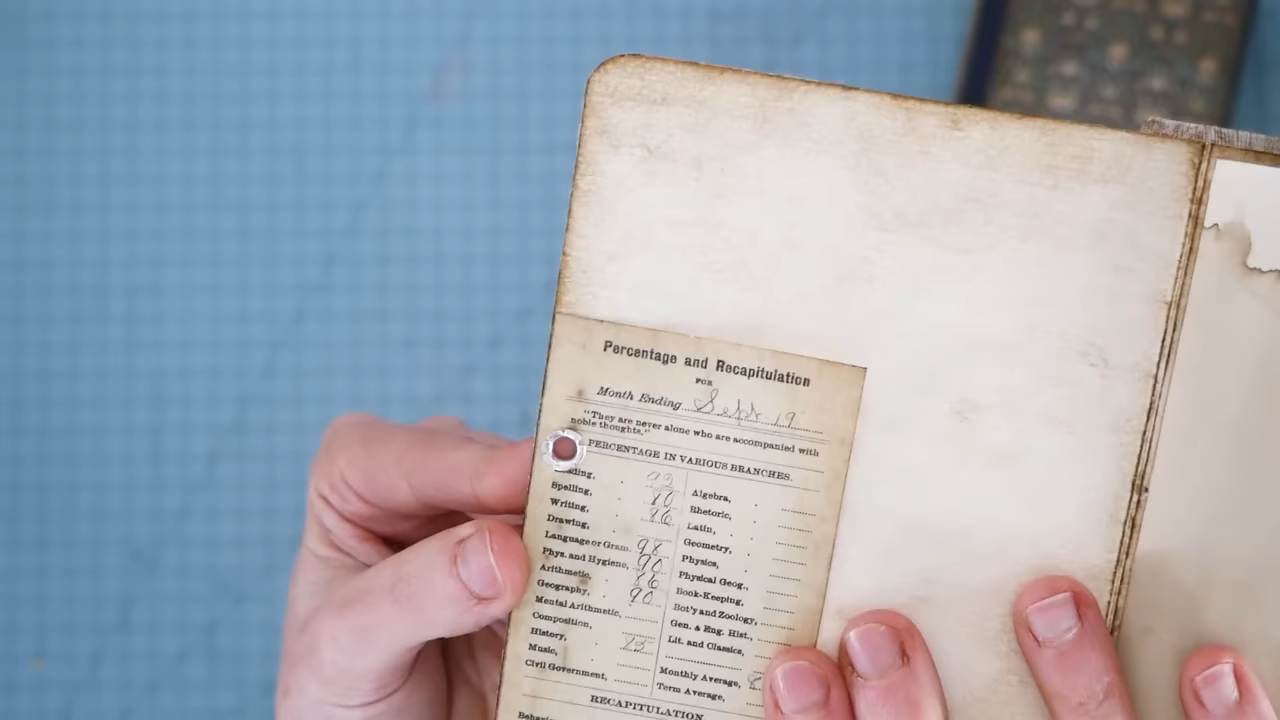 Percentage and Recapitulation
FOR
Month Ending Sept. 19
"They are never alone who are accompanied with
noble thoughts."
PERCENTAGE IN VARIOUS BRANCHES.
Spelling, 80
Writing, 86
Drawing,
Language or Gram. 98
Phys. and Hygiene, 90
Arithmetic, 86
Geography, 90
Mental Arithmetic,
Composition,
History,
Music,
Civil Government,
Algebra,
Rhetoric,
Latin,
Geometry,
Physics,
Physical Geog.,
Book-Keeping,
Bot'y and Zoology,
Gen. & Eng. Hist.,
Lit. and Classics,
Monthly Average,
Term Average,
RECAPITULATION